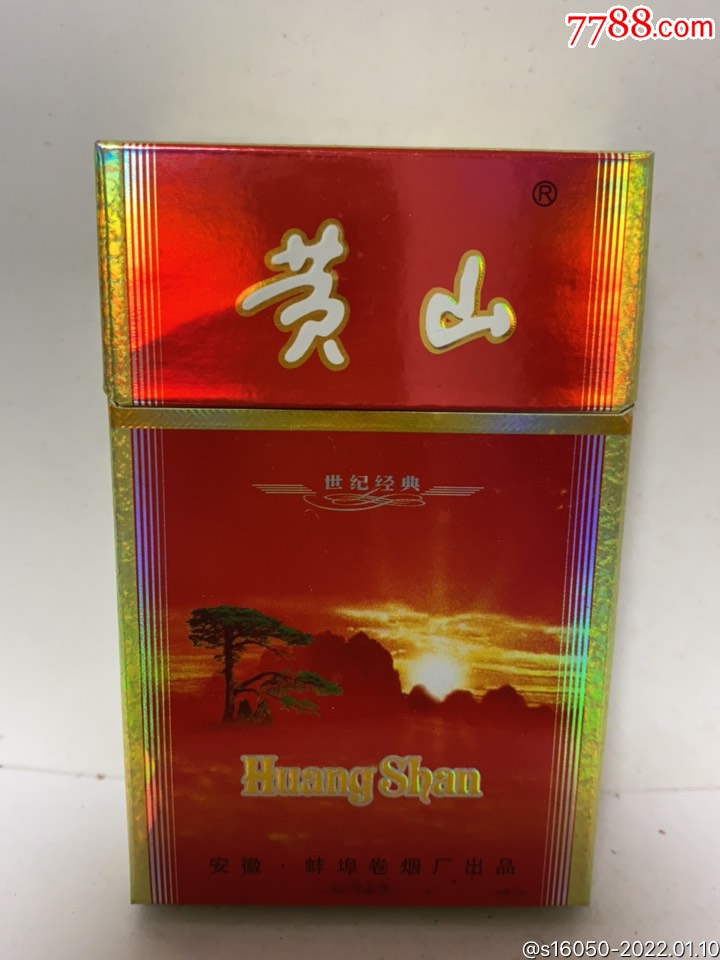 7788.com
®
黄山
世纪经典
Huang Shan
安徽·蚌埠卷烟厂出品
@s16050-2022.01.10